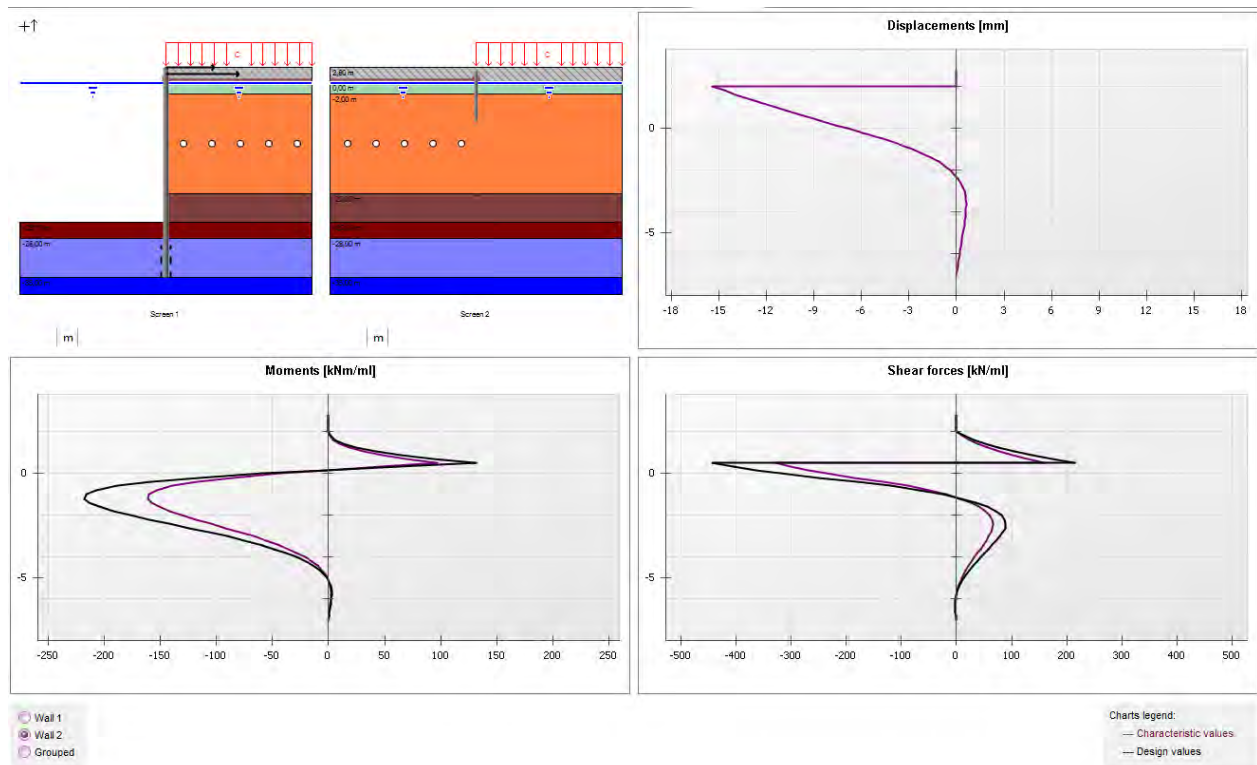 +↑
C
C
2,80 m
0,00 m
-2,00 m
-28,00 m
-28,00 m
Screen 1
Screen 2
m
m
Displacements [mm]
0
-5
-18 -15 -12 -9 -6 -3 0 3 6 9 12 15 18
Moments [kNm/ml]
0
-5
-250 -200 -150 -100 -50 0 50 100 150 200 250
Shear forces [kN/ml]
0
-5
-500 -400 -300 -200 -100 0 100 200 300 400 500
Wall 1
Wall 2
Grouped
Charts legend:
Characteristic values
Design values